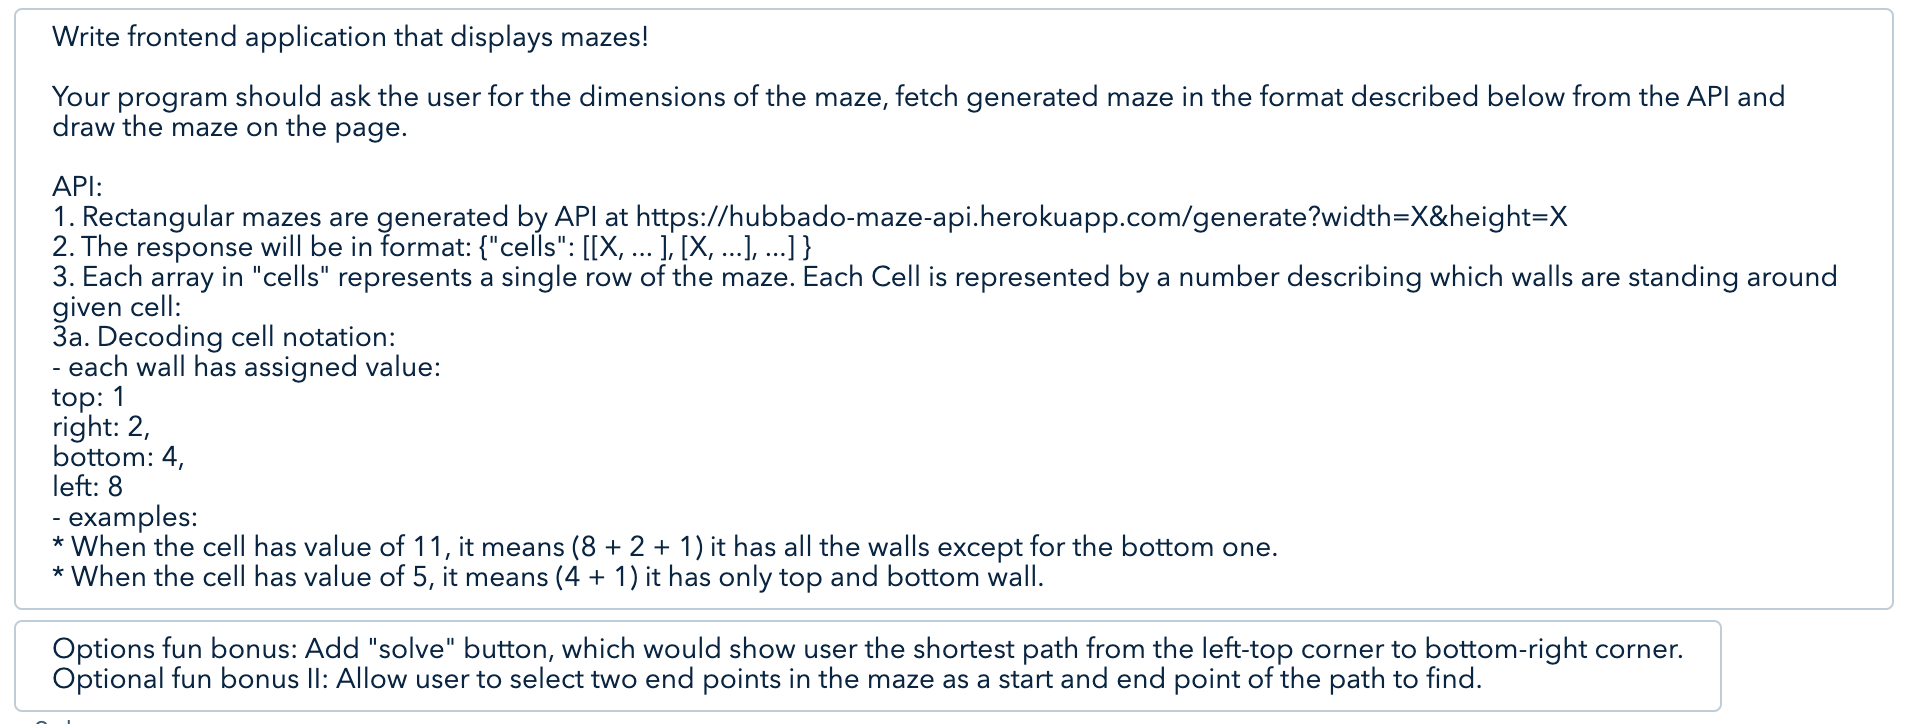 Write frontend application that displays mazes!
Your program should ask the user for the dimensions of the maze, fetch generated maze in the format described below from the API and
draw the maze on the page.
API:
1. Rectangular mazes are generated by API at https://hubbado-maze-api.herokuapp.com/generate?width=X&height=X
2. The response will be in format: {"cells": [[X, ... ], [X, ...], ...] }
3. Each array in "cells" represents a single row of the maze. Each Cell is represented by a number describing which walls are standing around
given cell:
3a. Decoding cell notation:
- each wall has assigned value:
top: 1
right: 2,
bottom: 4,
left: 8
- examples:
* When the cell has value of 11, it means (8 + 2 + 1) it has all the walls except for the bottom one.
* When the cell has value of 5, it means (4 + 1) it has only top and bottom wall.
Options fun bonus: Add "solve" button, which would show user the shortest path from the left-top corner to bottom-right corner.
Optional fun bonus II: Allow user to select two end points in the maze as a start and end point of the path to find.